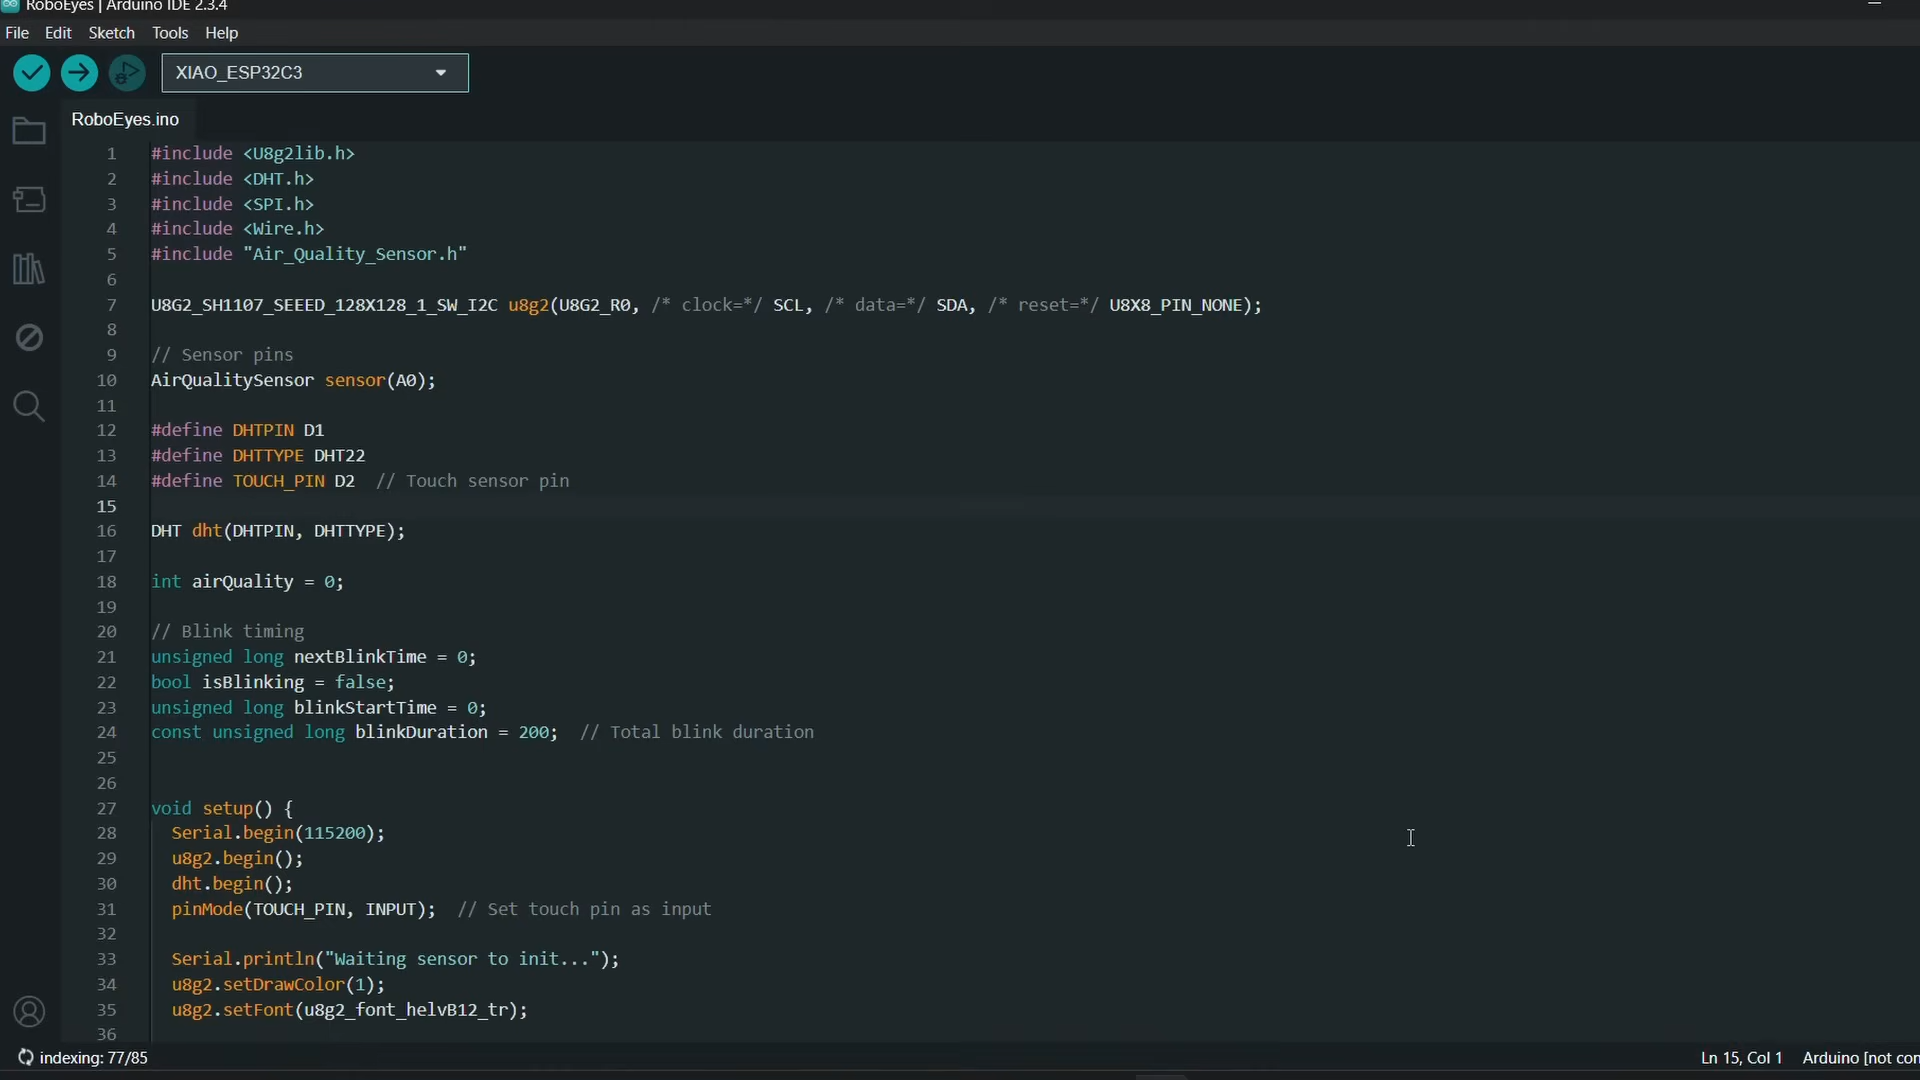 RoboEyes | Arduino IDE 2.3.4
File Edit Sketch Tools Help
XIAO_ESP32C3
RoboEyes.ino
1 #include <U8g2lib.h>
2 #include <DHT.h>
3 #include <SPI.h>
4 #include <Wire.h>
5 #include "Air_Quality_Sensor.h"
6
7 U8G2_SH1107_SEEED_128X128_1_SW_I2C u8g2(U8G2_R0, /* clock=*/ SCL, /* data=*/ SDA, /* reset=*/ U8X8_PIN_NONE);
8
9 // Sensor pins
10 AirQualitySensor sensor(A0);
11
12 #define DHTPIN D1
13 #define DHTTYPE DHT22
14 #define TOUCH_PIN D2  // Touch sensor pin
15
16 DHT dht(DHTPIN, DHTTYPE);
17
18 int airQuality = 0;
19
20 // Blink timing
21 unsigned long nextBlinkTime = 0;
22 bool isBlinking = false;
23 unsigned long blinkStartTime = 0;
24 const unsigned long blinkDuration = 200;  // Total blink duration
25
26
27 void setup() {
28   Serial.begin(115200);
29   u8g2.begin();
30   dht.begin();
31   pinMode(TOUCH_PIN, INPUT);  // Set touch pin as input
32
33   Serial.println("Waiting sensor to init...");
34   u8g2.setDrawColor(1);
35   u8g2.setFont(u8g2_font_helvB12_tr);
36
indexing: 77/85 Ln 15, Col 1 Arduino [not con